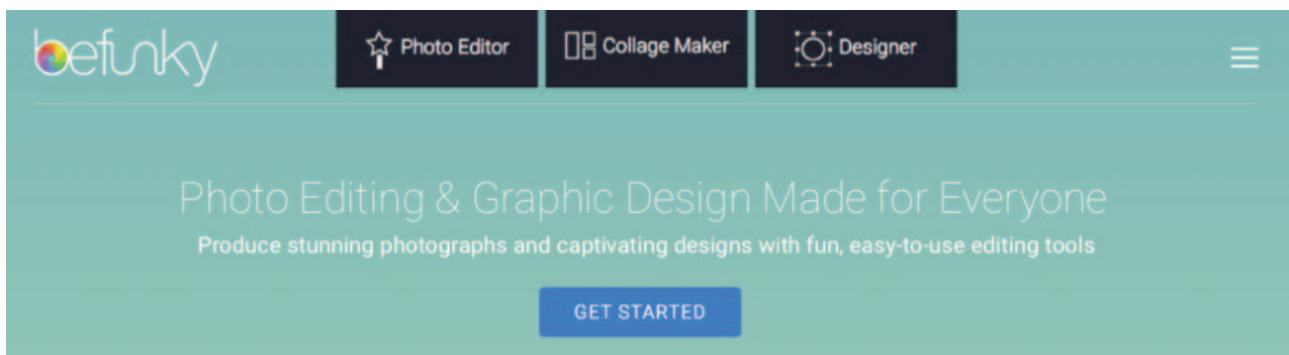 befunky
Photo Editor
Collage Maker
Designer
Photo Editing & Graphic Design Made for Everyone
Produce stunning photographs and captivating designs with fun, easy-to-use editing tools
GET STARTED